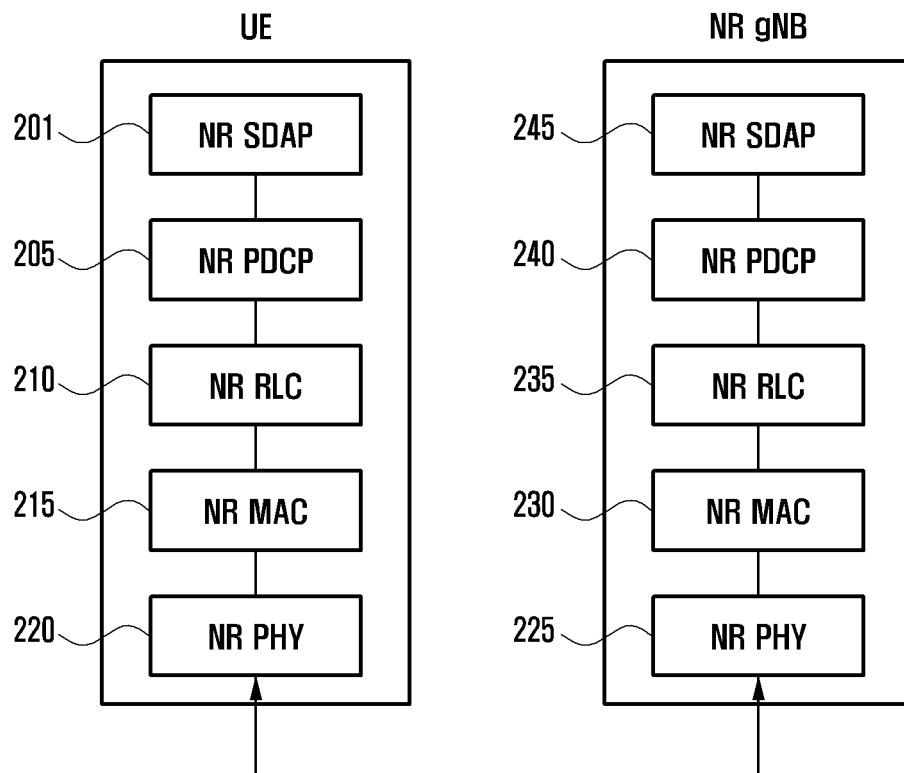 UE NR gNB
201 NR SDAP 245 NR SDAP
205 NR PDCP 240 NR PDCP
210 NR RLC 235 NR RLC
215 NR MAC 230 NR MAC
220 NR PHY 225 NR PHY